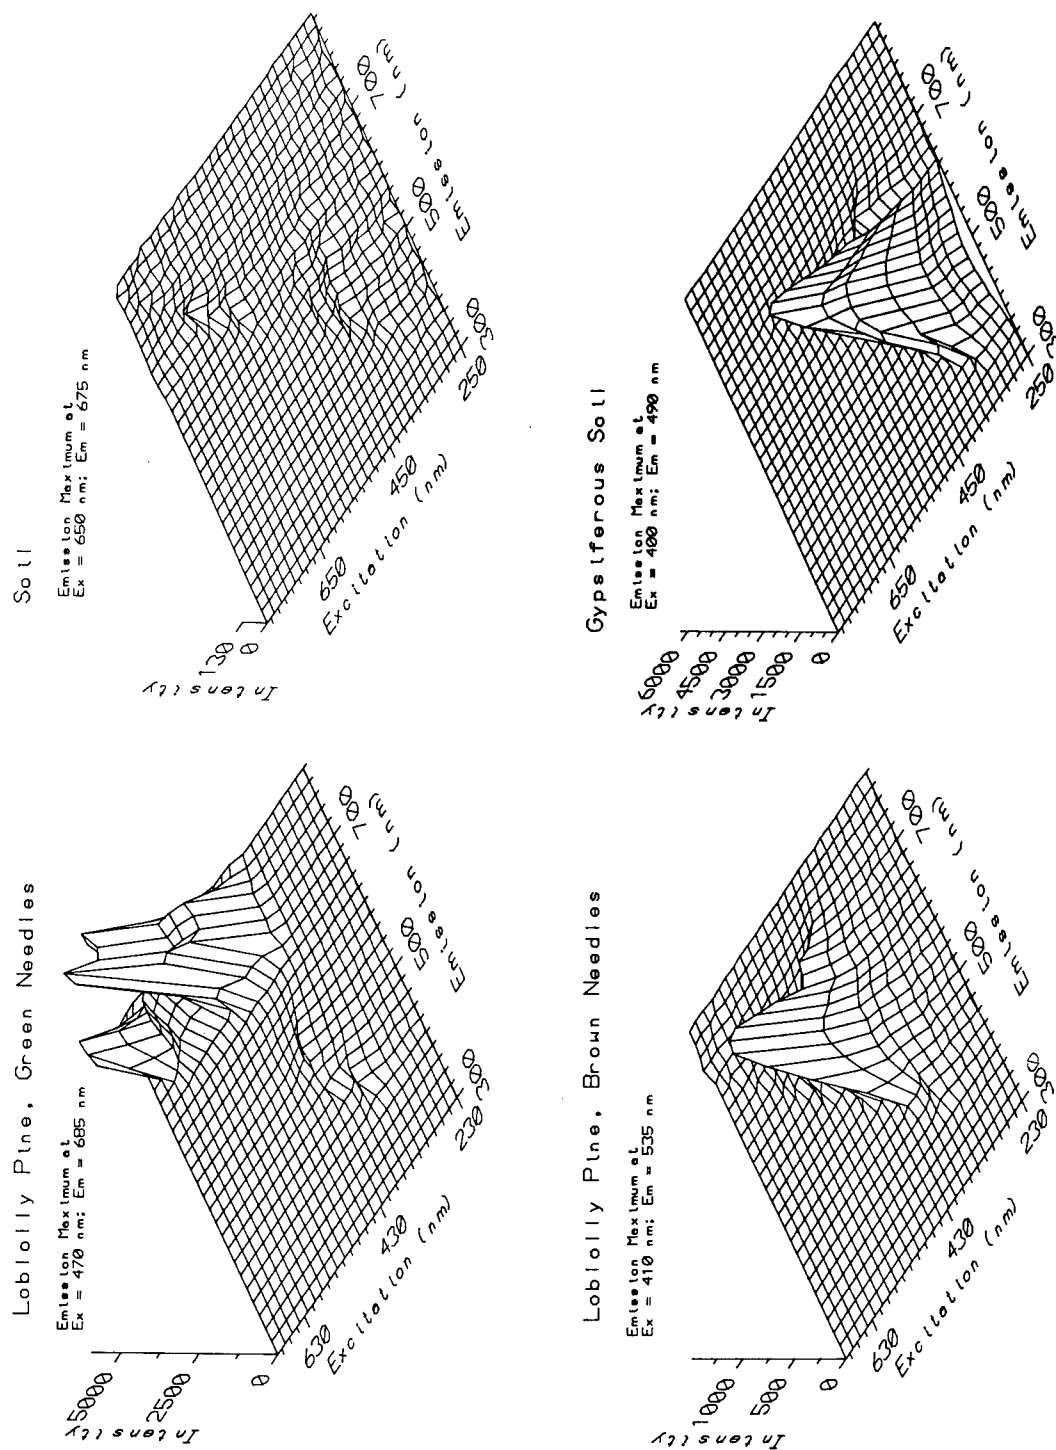 Loblolly Pine, Green Needles
Emission Maximum at
Ex = 470 nm; Em = 685 nm
Intensity
5000
2500
0
630
430
230
Excitation (nm)
300
500
700
Emission (nm)
Soil
Emission Maximum at
Ex = 650 nm; Em = 675 nm
Intensity
130
0
650
450
250
Excitation (nm)
300
500
700
Emission (nm)
Loblolly Pine, Brown Needles
Emission Maximum at
Ex = 410 nm; Em = 535 nm
Intensity
1000
500
0
630
430
230
Excitation (nm)
300
500
700
Emission (nm)
Gypsiferous Soil
Emission Maximum at
Ex = 400 nm; Em = 490 nm
Intensity
6000
4500
3000
1500
0
650
450
250
Excitation (nm)
300
500
700
Emission (nm)